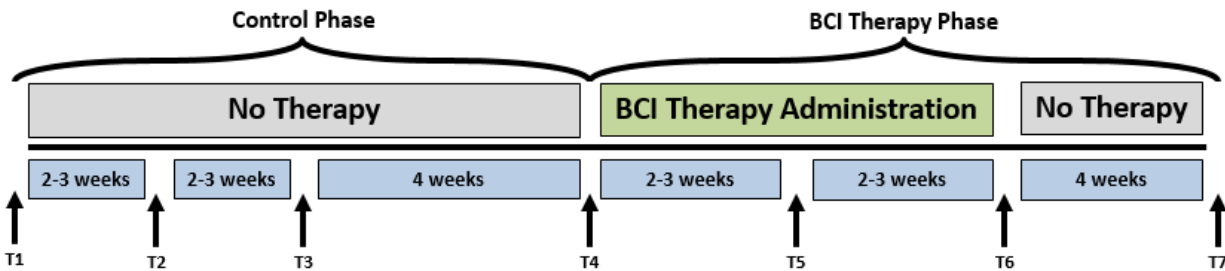 Control Phase
BCI Therapy Phase
No Therapy
BCI Therapy Administration
No Therapy
2-3 weeks
2-3 weeks
4 weeks
2-3 weeks
2-3 weeks
4 weeks
T1
T2
T3
T4
T5
T6
T7